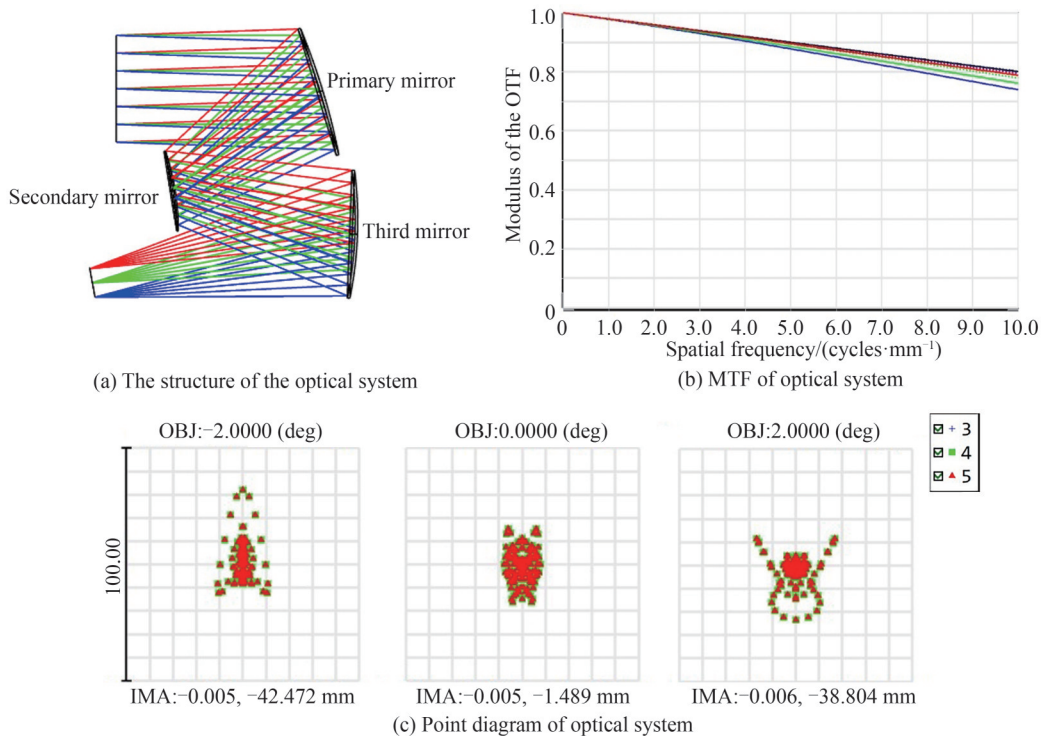 Primary mirror
Secondary mirror
Third mirror
(a) The structure of the optical system
Modulus of the OTF
1.0
0.8
0.6
0.4
0.2
0
0 1.0 2.0 3.0 4.0 5.0 6.0 7.0 8.0 9.0 10.0
Spatial frequency/(cycles·mm⁻¹)
(b) MTF of optical system
OBJ:−2.0000 (deg)
OBJ:0.0000 (deg)
OBJ:2.0000 (deg)
3
4
5
100.00
IMA:−0.005, −42.472 mm
IMA:−0.005, −1.489 mm
IMA:−0.006, −38.804 mm
(c) Point diagram of optical system